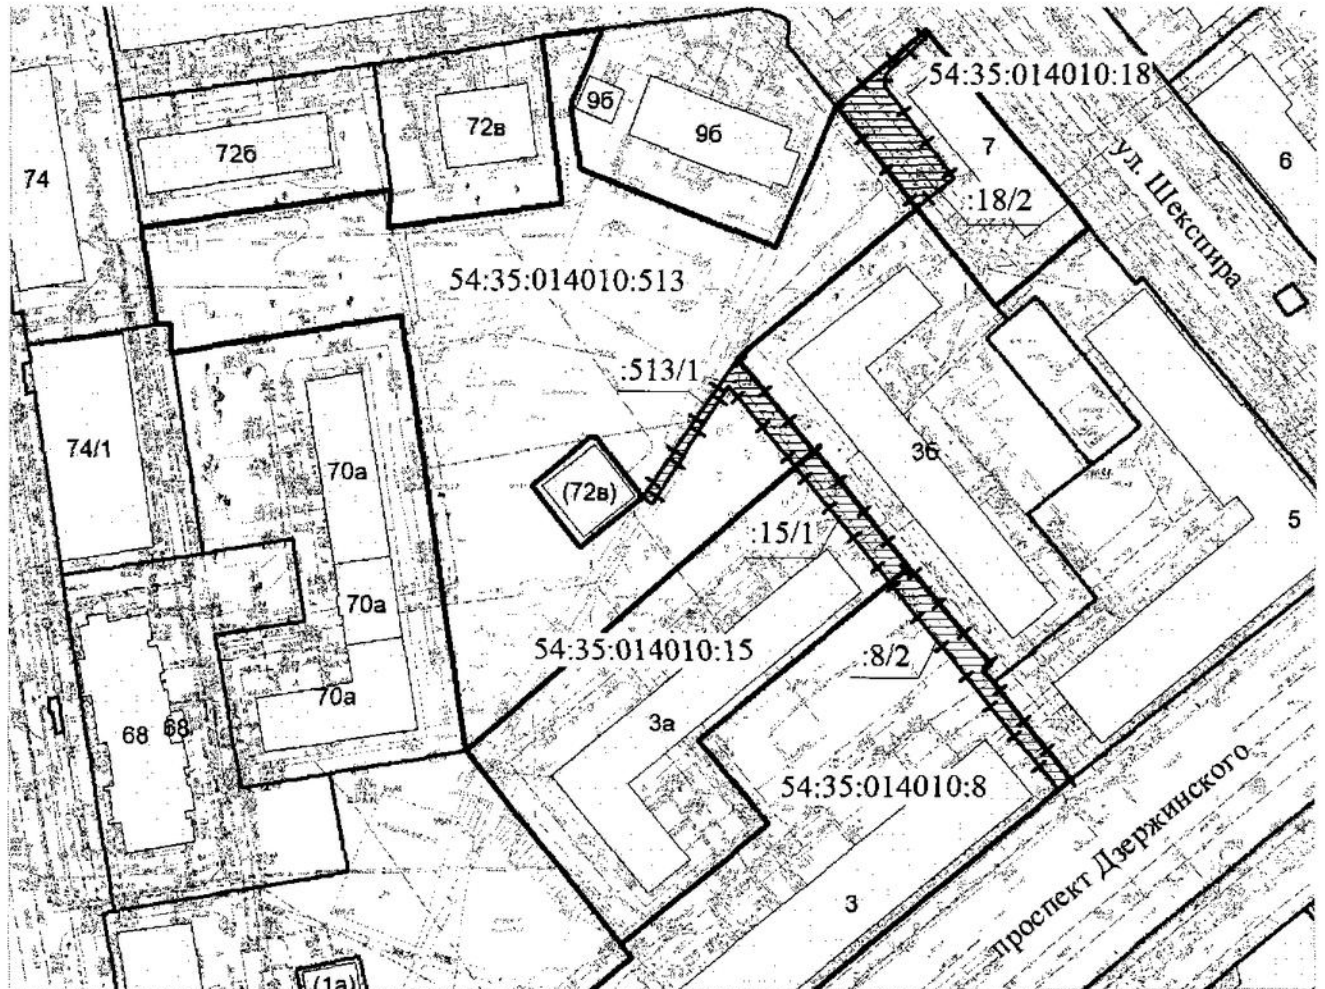 54:35:014010:18
9б
72в
9б
72б
7
6
74
ул. Шекспира
:18/2
54:35:014010:513
:513/1
74/1
70а
3б
(72в)
5
:15/1
70а
54:35:014010:15
:8/2
70а
3а
68
68
54:35:014010:8
проспект Дзержинского
3
(1а)